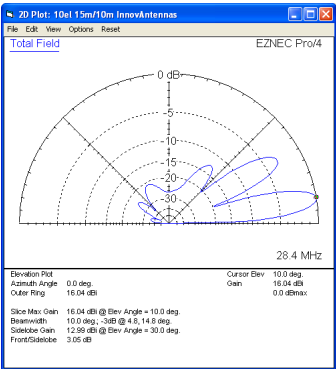 2D Plot: 10el 15m/10m InnovAntennas
File Edit View Options Reset
Total Field
EZNEC Pro/4
0 dB
-5
-10
-15
-20
-30
28.4 MHz
Elevation Plot
Azimuth Angle 0.0 deg.
Outer Ring 16.04 dBi
Cursor Elev 10.0 deg.
Gain 16.04 dBi
0.0 dBmax
Slice Max Gain 16.04 dBi @ Elev Angle = 10.0 deg.
Beamwidth 10.0 deg.; -3dB @ 4.8, 14.8 deg.
Sidelobe Gain 12.99 dBi @ Elev Angle = 30.0 deg.
Front/Sidelobe 3.05 dB